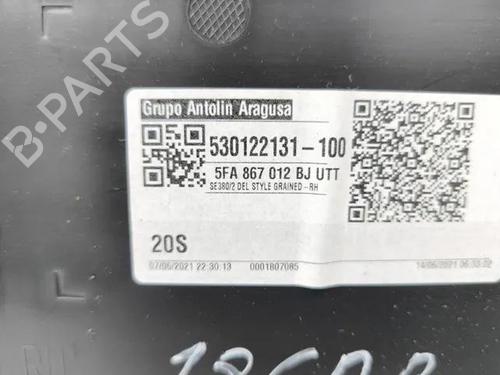 Grupo Antolin Aragusa
530122131-100
5FA 867 012 BJ UTT
SE380/2 DEL STYLE GRAINED-RH
20S
07/06/2021 22:30:13 0001807085 14/06/2021 06:33:22
B-PARTS